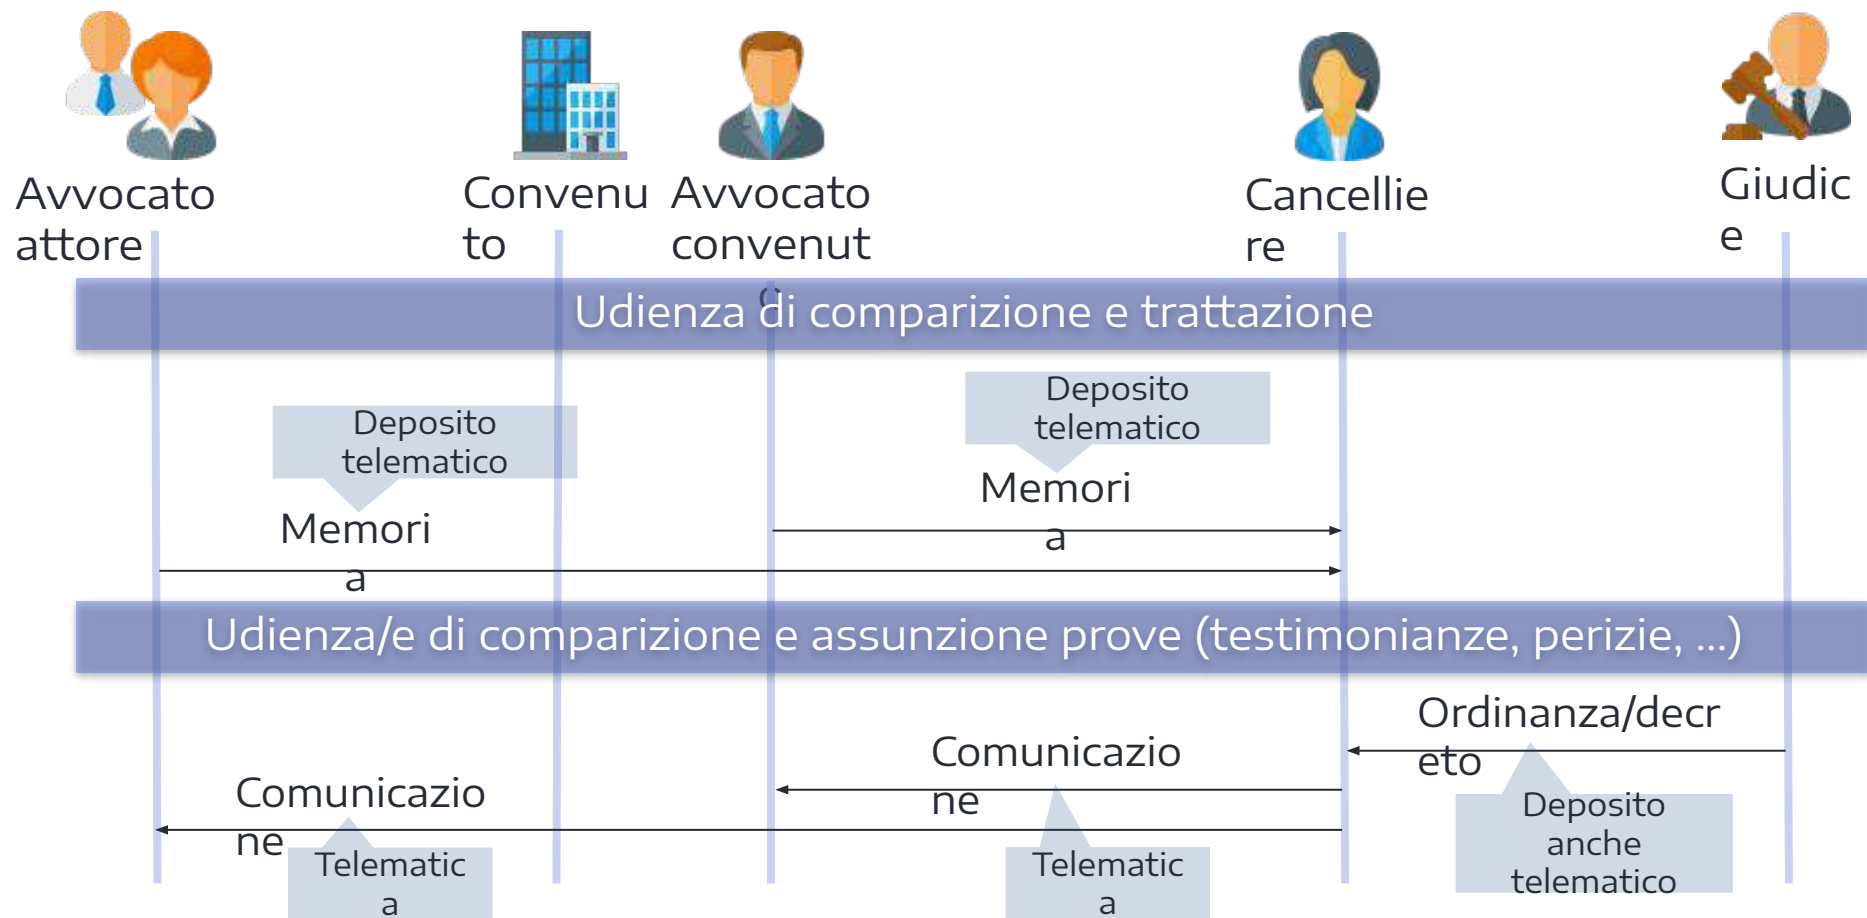 Avvocato
attore
Convenu
to
Avvocato
convenut
o
Cancellie
re
Giudic
e
Udienza di comparizione e trattazione
Deposito
telematico
Deposito
telematico
Memori
a
Memori
a
Udienza/e di comparizione e assunzione prove (testimonianze, perizie, ...)
Ordinanza/decr
eto
Comunicazio
ne
Comunicazio
ne
Deposito
anche
telematico
Telematic
a
Telematic
a